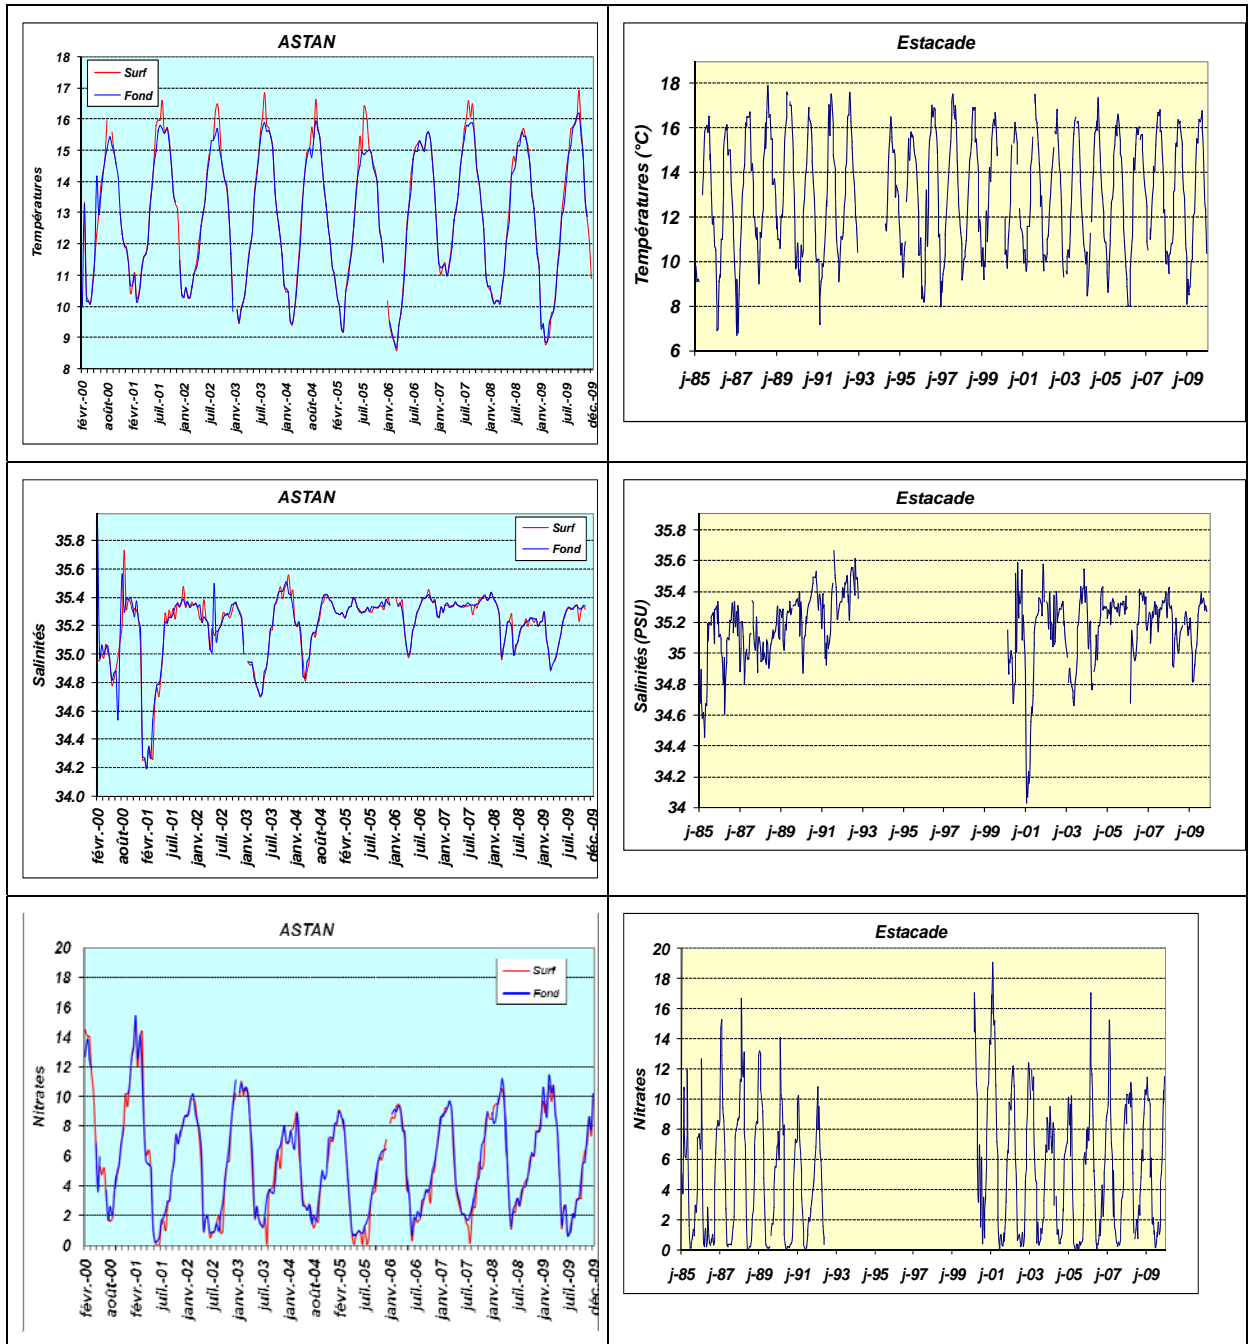 ASTAN
Températures
18
17
16
15
14
13
12
11
10
9
8
Surf
Fond
févr.-00
août-00
févr.-01
juil.-01
janv.-02
juil.-02
janv.-03
juil.-03
janv.-04
août-04
févr.-05
juil.-05
janv.-06
juil.-06
janv.-07
juil.-07
janv.-08
juil.-08
janv.-09
juil.-09
déc.-09
Estacade
Températures (°C)
18
16
14
12
10
8
6
j-85
j-87
j-89
j-91
j-93
j-95
j-97
j-99
j-01
j-03
j-05
j-07
j-09
ASTAN
Salinités
35.8
35.6
35.4
35.2
35.0
34.8
34.6
34.4
34.2
34.0
Surf
Fond
févr.-00
août-00
févr.-01
juil.-01
janv.-02
juil.-02
janv.-03
juil.-03
janv.-04
août-04
févr.-05
juil.-05
janv.-06
juil.-06
janv.-07
juil.-07
janv.-08
juil.-08
janv.-09
juil.-09
déc.-09
Estacade
Salinités (PSU)
35.8
35.6
35.4
35.2
35
34.8
34.6
34.4
34.2
34
j-85
j-87
j-89
j-91
j-93
j-95
j-97
j-99
j-01
j-03
j-05
j-07
j-09
ASTAN
Nitrates
20
18
16
14
12
10
8
6
4
2
0
Surf
Fond
févr.-00
août-00
févr.-01
juil.-01
janv.-02
juil.-02
janv.-03
juil.-03
janv.-04
août-04
févr.-05
juil.-05
janv.-06
juil.-06
janv.-07
juil.-07
janv.-08
juil.-08
janv.-09
juil.-09
déc.-09
Estacade
Nitrates
20
18
16
14
12
10
8
6
4
2
0
j-85
j-87
j-89
j-91
j-93
j-95
j-97
j-99
j-01
j-03
j-05
j-07
j-09